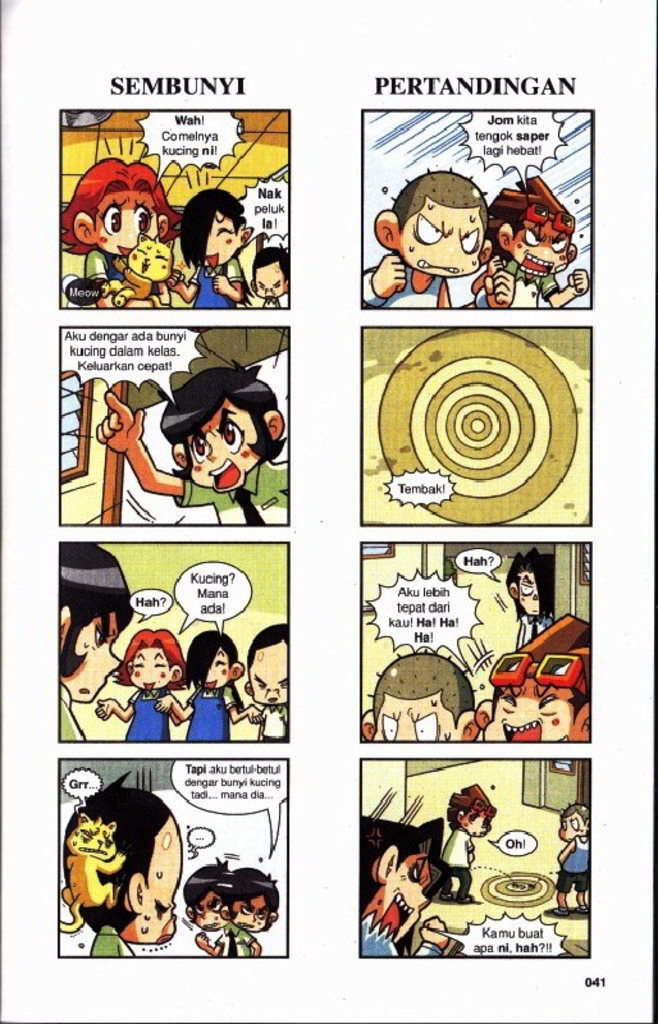 SEMBUNYI
Wah!
Comelnya
kucing ni!
Nak
peluk
la!
Meow
Aku dengar ada bunyi
kucing dalam kelas.
Keluarkan cepat!
Hah?
Kucing?
Mana
ada!
Grr...
Tapi aku betul-betul
dengar bunyi kucing
tadi... mana dia...
...
PERTANDINGAN
Jom kita
tengok saper
lagi hebat!
Tembak!
Hah?
Aku lebih
tepat dari
kau! Ha! Ha!
Ha!
Oh!
Kamu buat
apa ni, hah?!!
041